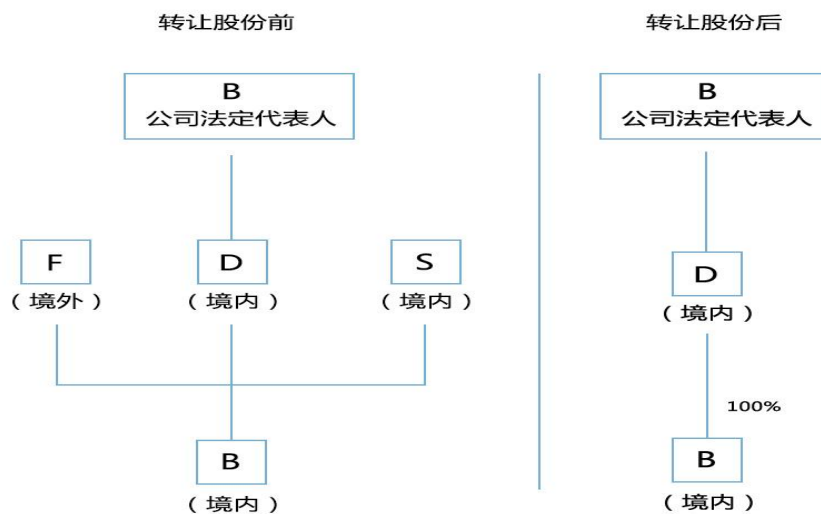 转让股份前
B
公司法定代表人
F
D
S
（境外）
（境内）
（境内）
B
（境内）
转让股份后
B
公司法定代表人
D
（境内）
100%
B
（境内）